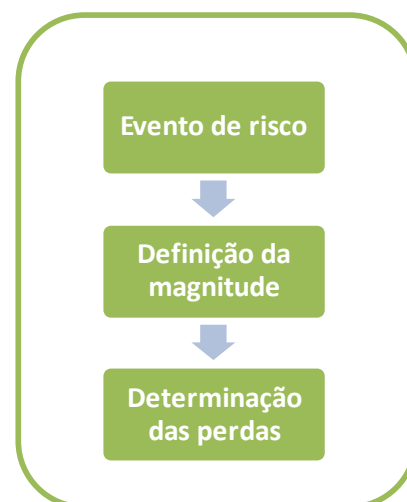 Evento de risco
Definição da
magnitude
Determinação
das perdas